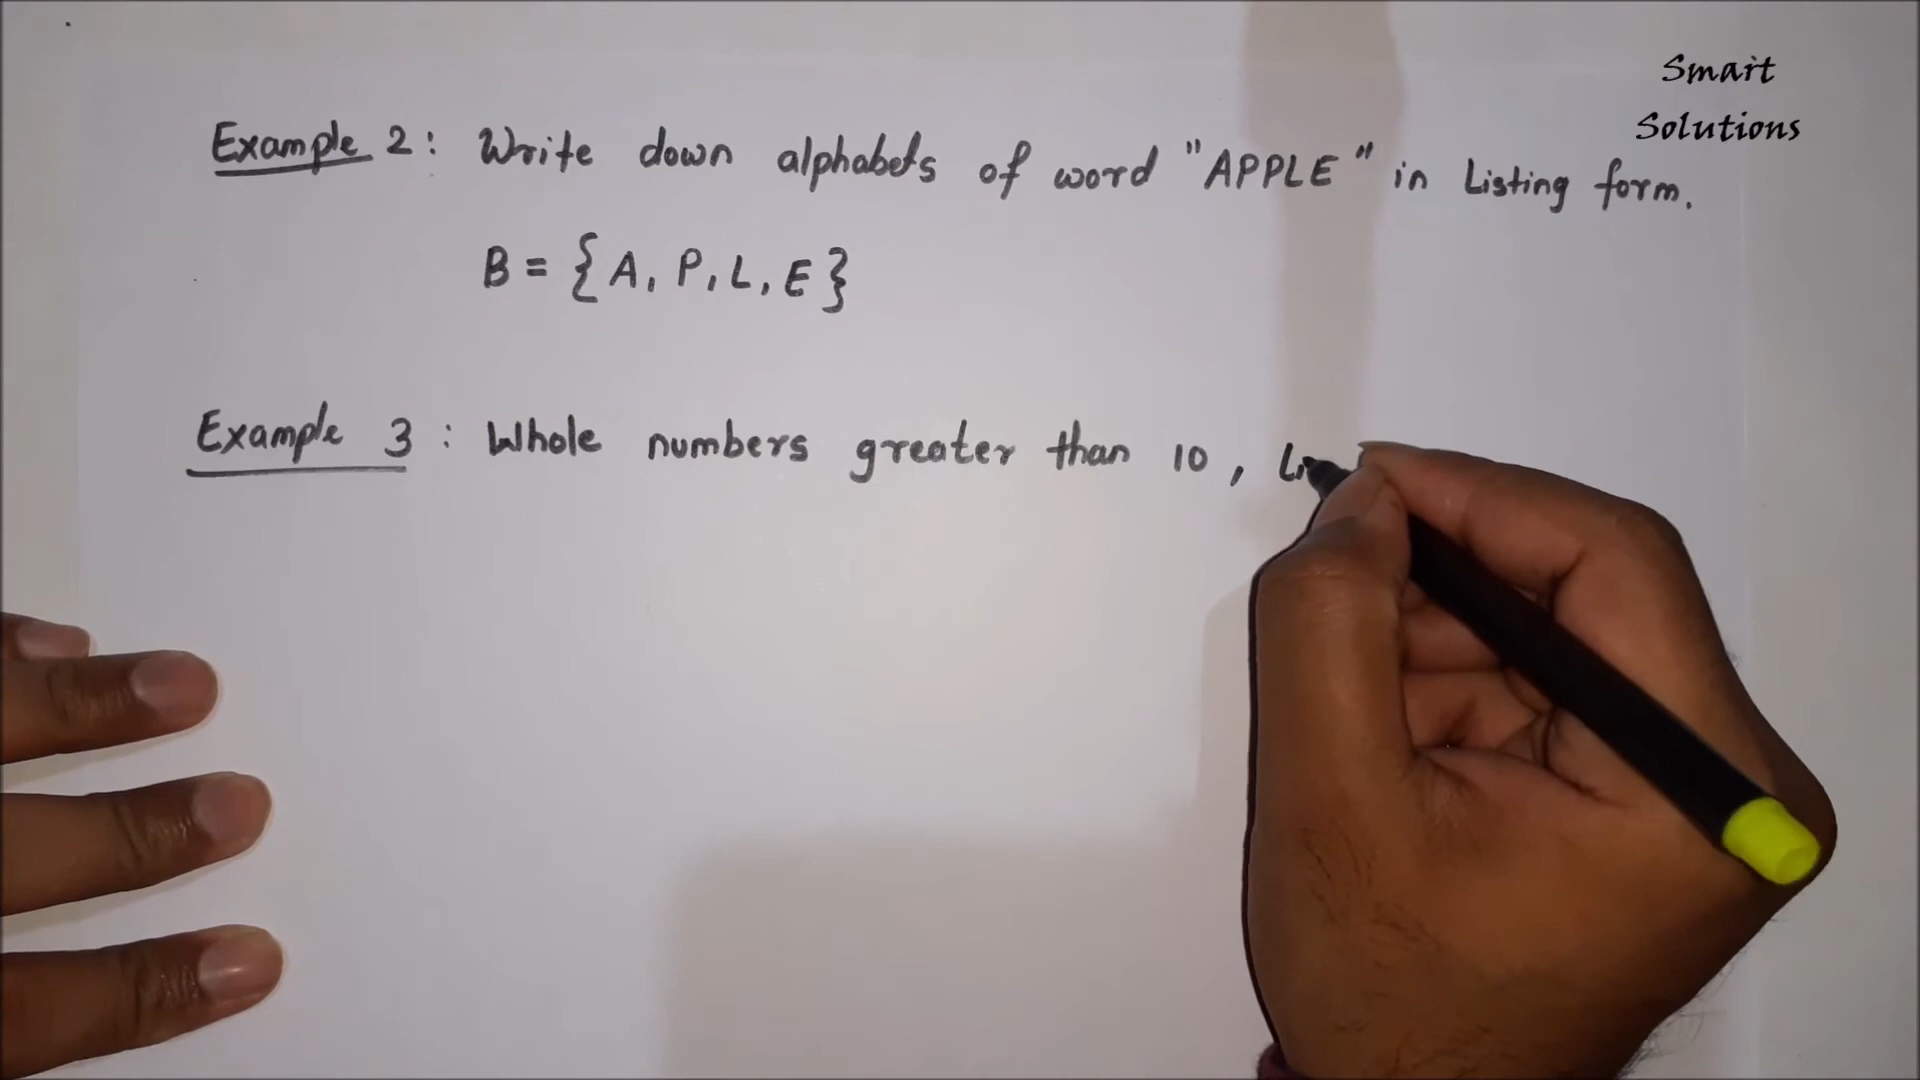 Smart
Solutions
Example 2: Write down alphabets of word "APPLE" in Listing form.
B = { A, P, L, E }
Example 3 : Whole numbers greater than 10,